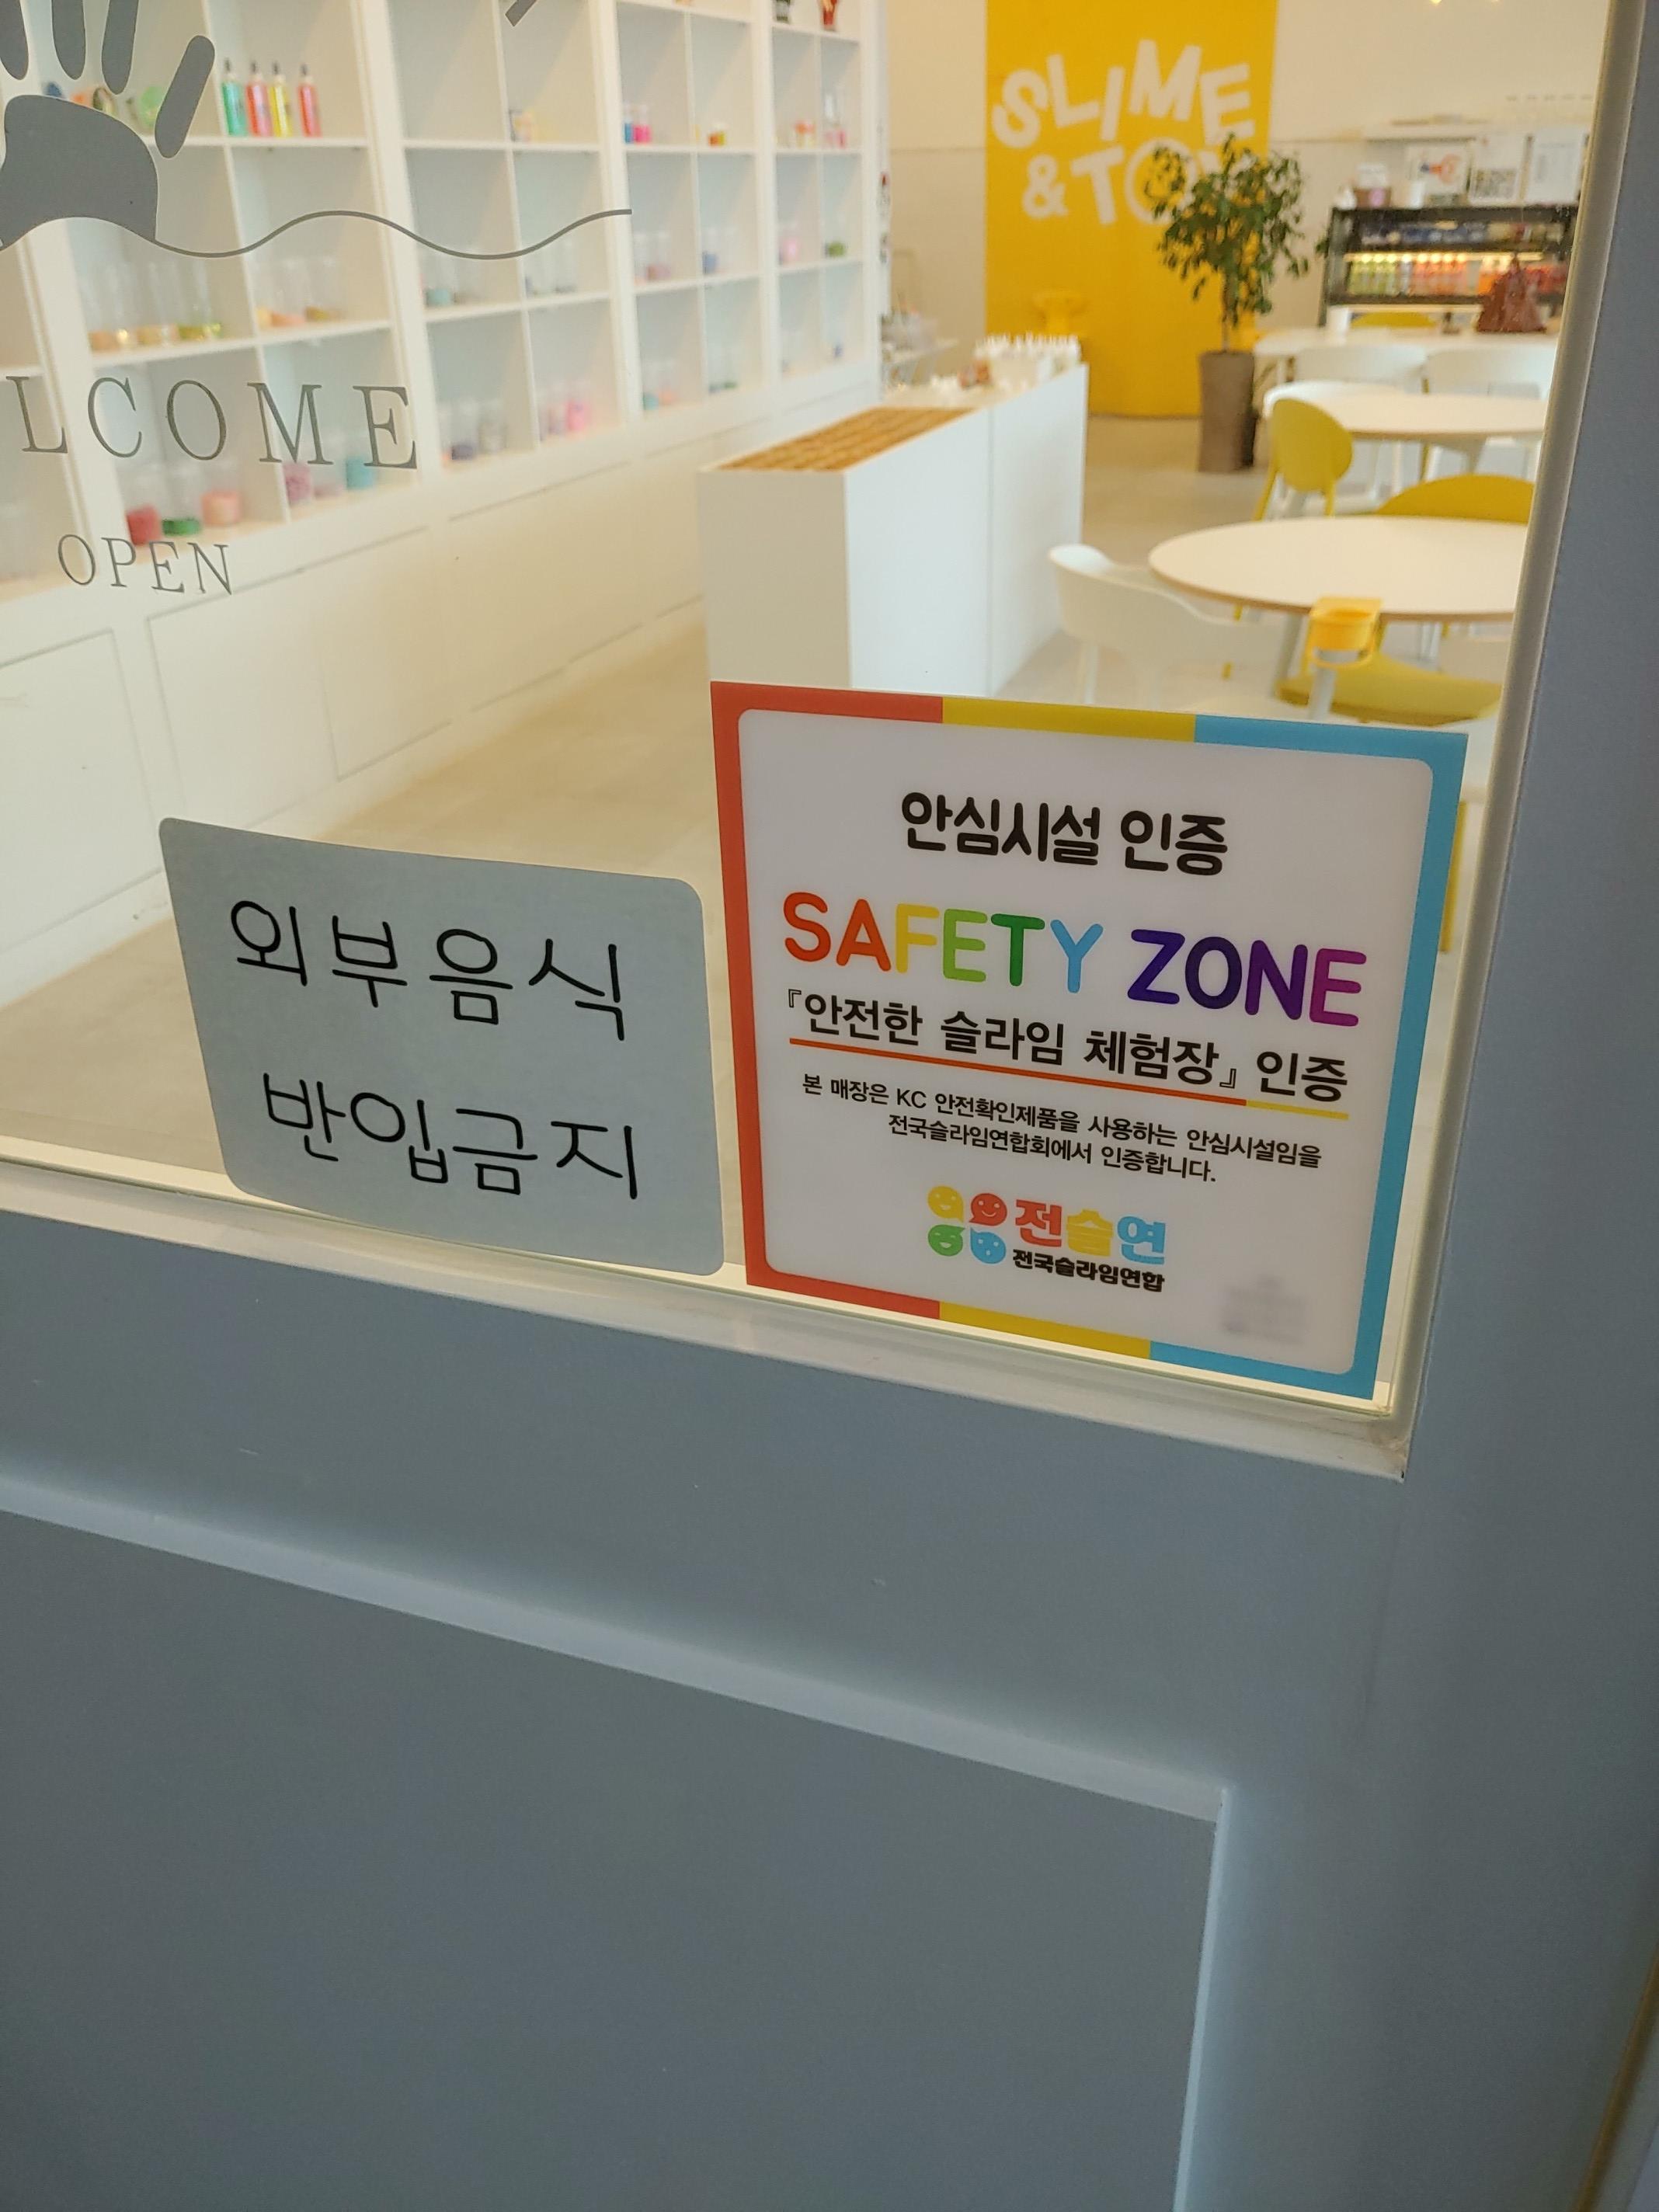 SLIME
& TOY
LCOME
OPEN
외부음식
반입금지
안심시설 인증
SAFETY ZONE
『안전한 슬라임 체험장』 인증
본 매장은 KC 안전확인제품을 사용하는 안심시설임을
전국슬라임연합회에서 인증합니다.
전슬연
전국슬라임연합